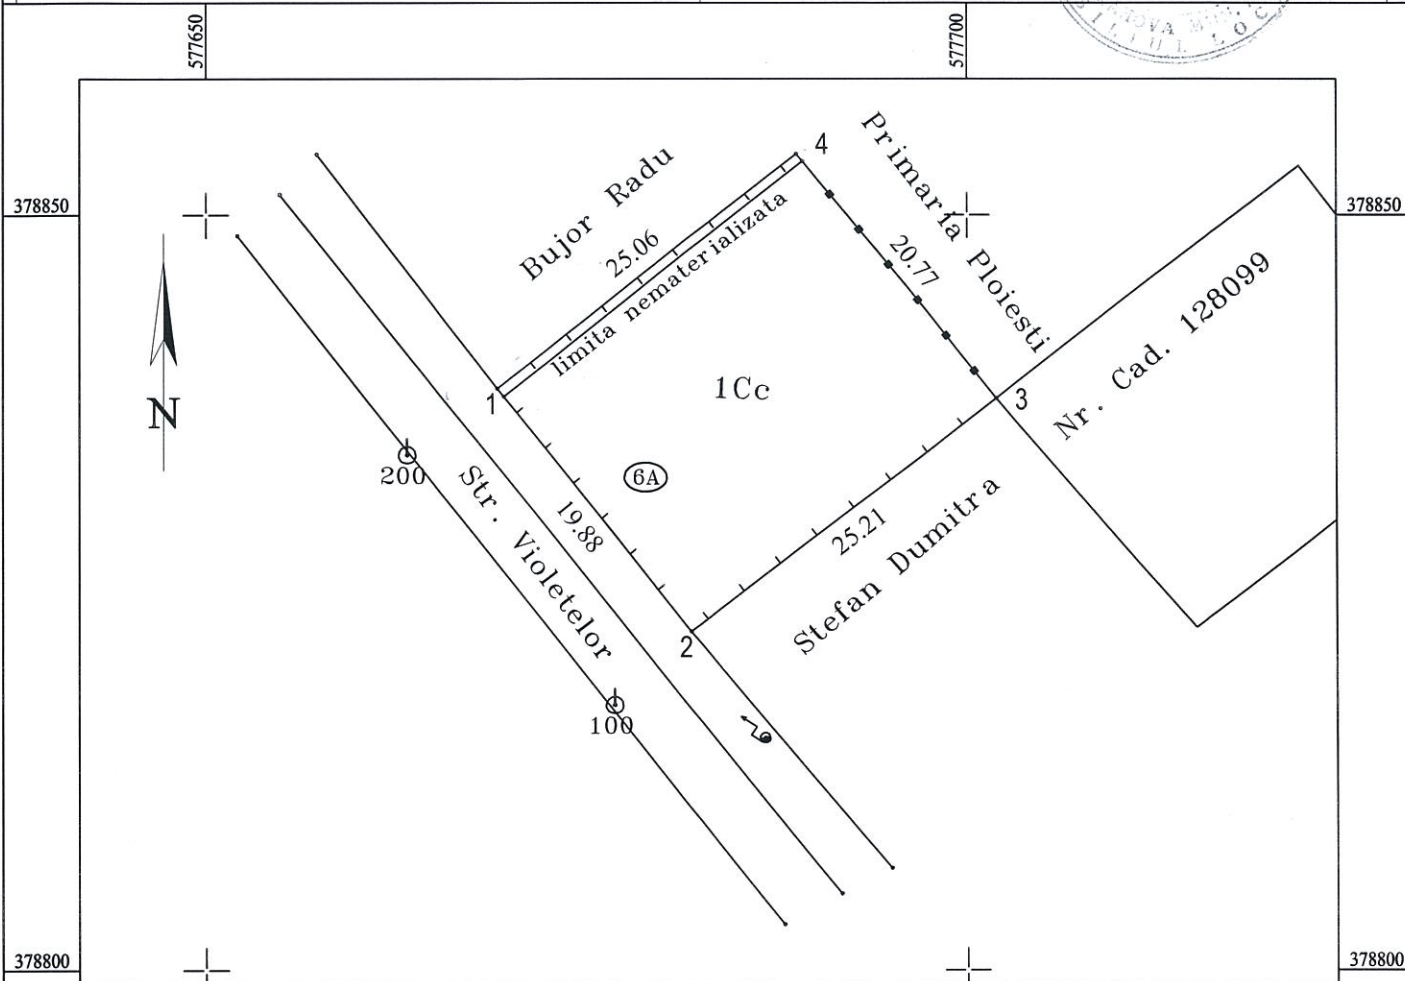 577650
577700
378850
378850
4
Primaria Ploiesti
Bujor Radu
25.06
limita nematerializata
20.77
Nr. Cad. 128099
1Cc
1
3
N
200
6A
Str. Violetelor
19.88
25.21
Stefan Dumitra
2
100
378800
378800